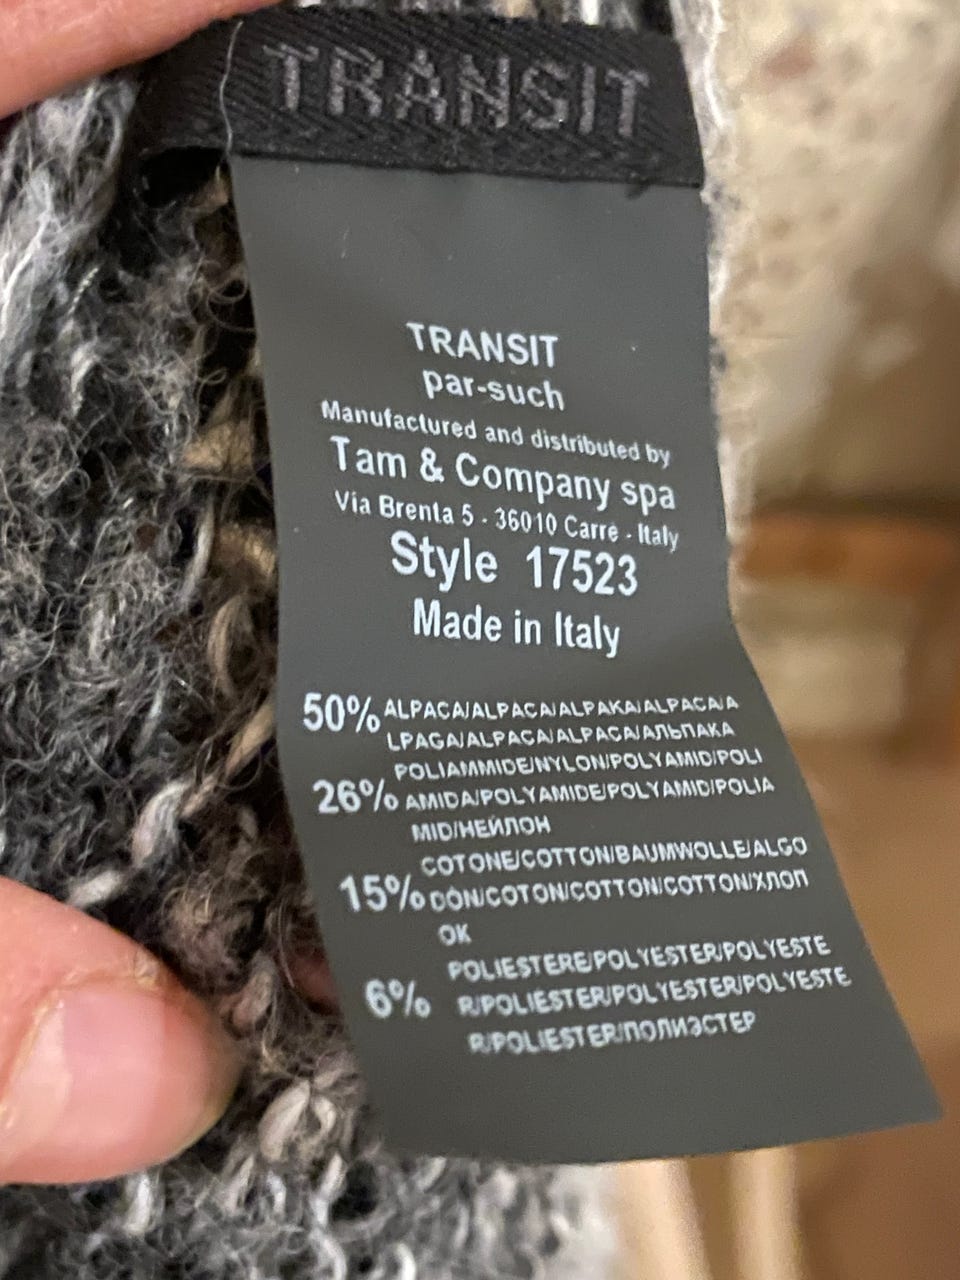 TRANSIT
TRANSIT
par-such
Manufactured and distributed by
Tam & Company spa
Via Brenta 5 - 36010 Carrè - Italy
Style 17523
Made in Italy
50% ALPACA/ALPACA/ALPAKA/ALPACA/A
LPAGA/ALPACA/ALPACA/АЛЬПАКА
POLIAMMIDE/NYLON/POLYAMID/POLI
26% AMIDA/POLYAMIDE/POLYAMID/POLIA
MID/НЕЙЛОН
COTONE/COTTON/BAUMWOLLE/ALGO
15% DÓN/COTON/COTTON/COTTON/ХЛОП
ОК
POLIESTERE/POLYESTER/POLYESTE
6% R/POLIÉSTER/POLYESTER/POLYESTE
R/POLIESTER/ПОЛИЭСТЕР